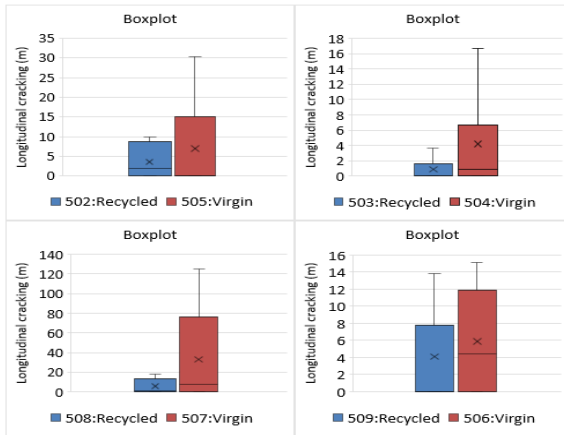 Boxplot
Longitudinal cracking (m)
35
30
25
20
15
10
5
0
502:Recycled 505:Virgin
Boxplot
Longitudinal cracking (m)
18
16
14
12
10
8
6
4
2
0
503:Recycled 504:Virgin
Boxplot
Longitudinal cracking (m)
140
120
100
80
60
40
20
0
508:Recycled 507:Virgin
Boxplot
Longitudinal cracking (m)
16
14
12
10
8
6
4
2
0
509:Recycled 506:Virgin